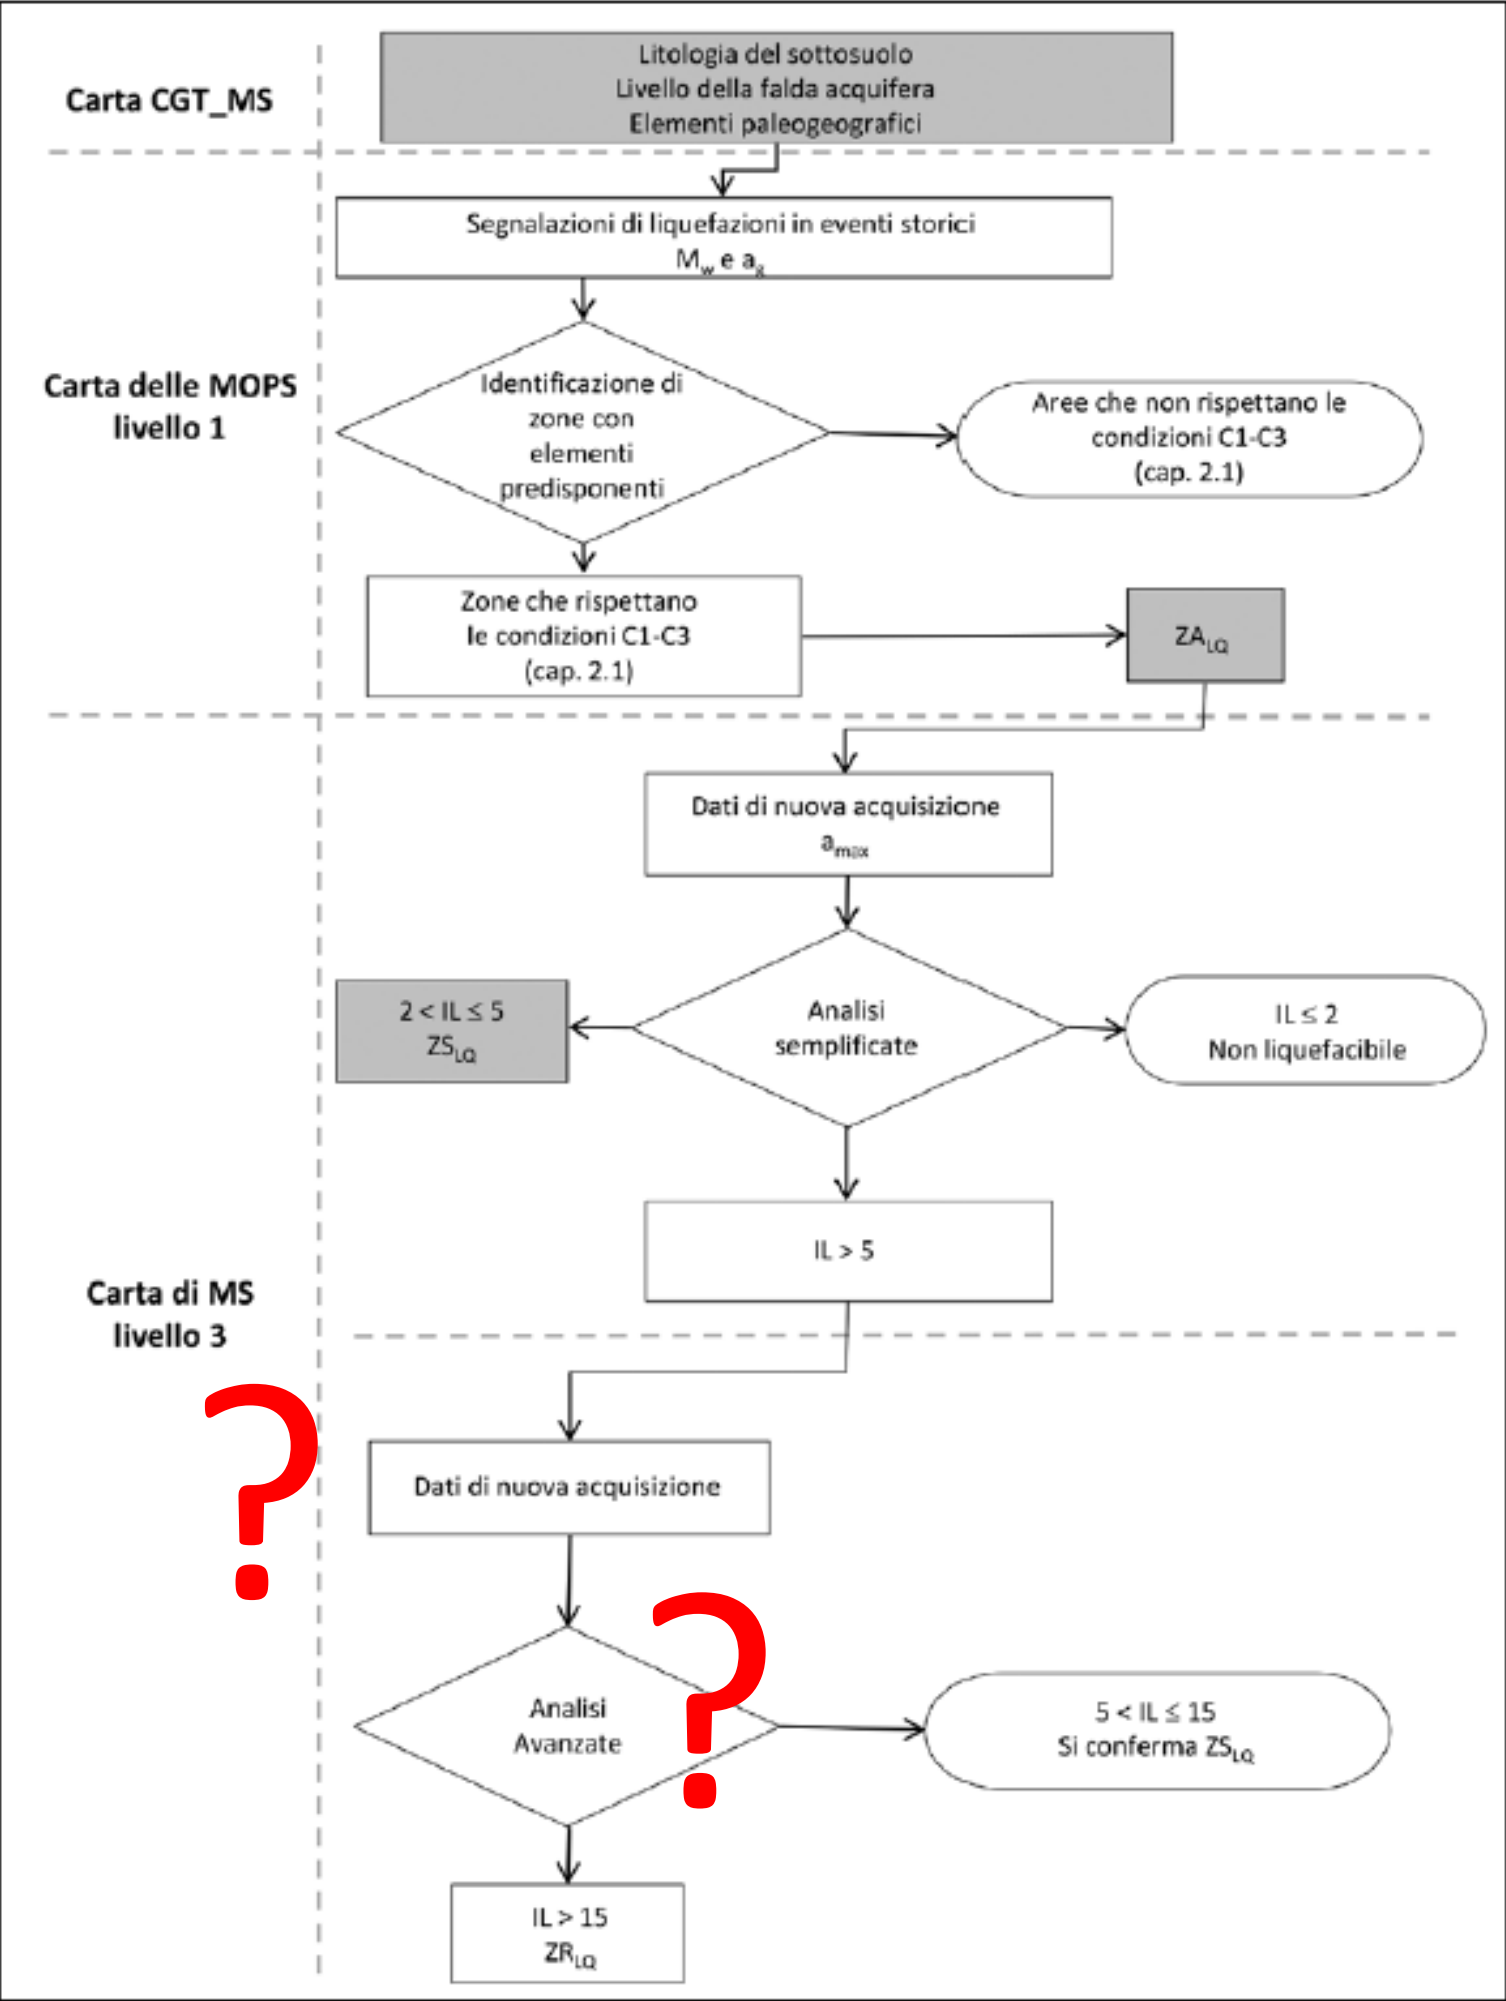 Carta CGT_MS
Litologia del sottosuolo
Livello della falda acquifera
Elementi paleogeografici
Segnalazioni di liquefazioni in eventi storici
Mw e ag
Carta delle MOPS
livello 1
Identificazione di
zone con
elementi
predisponenti
Aree che non rispettano le
condizioni C1-C3
(cap. 2.1)
Zone che rispettano
le condizioni C1-C3
(cap. 2.1)
ZALQ
Dati di nuova acquisizione
amax
Analisi
semplificate
2 < IL ≤ 5
ZSLQ
IL ≤ 2
Non liquefacibile
IL > 5
Carta di MS
livello 3
?
Dati di nuova acquisizione
Analisi
Avanzate
?
5 < IL ≤ 15
Si conferma ZSLQ
IL > 15
ZRLQ